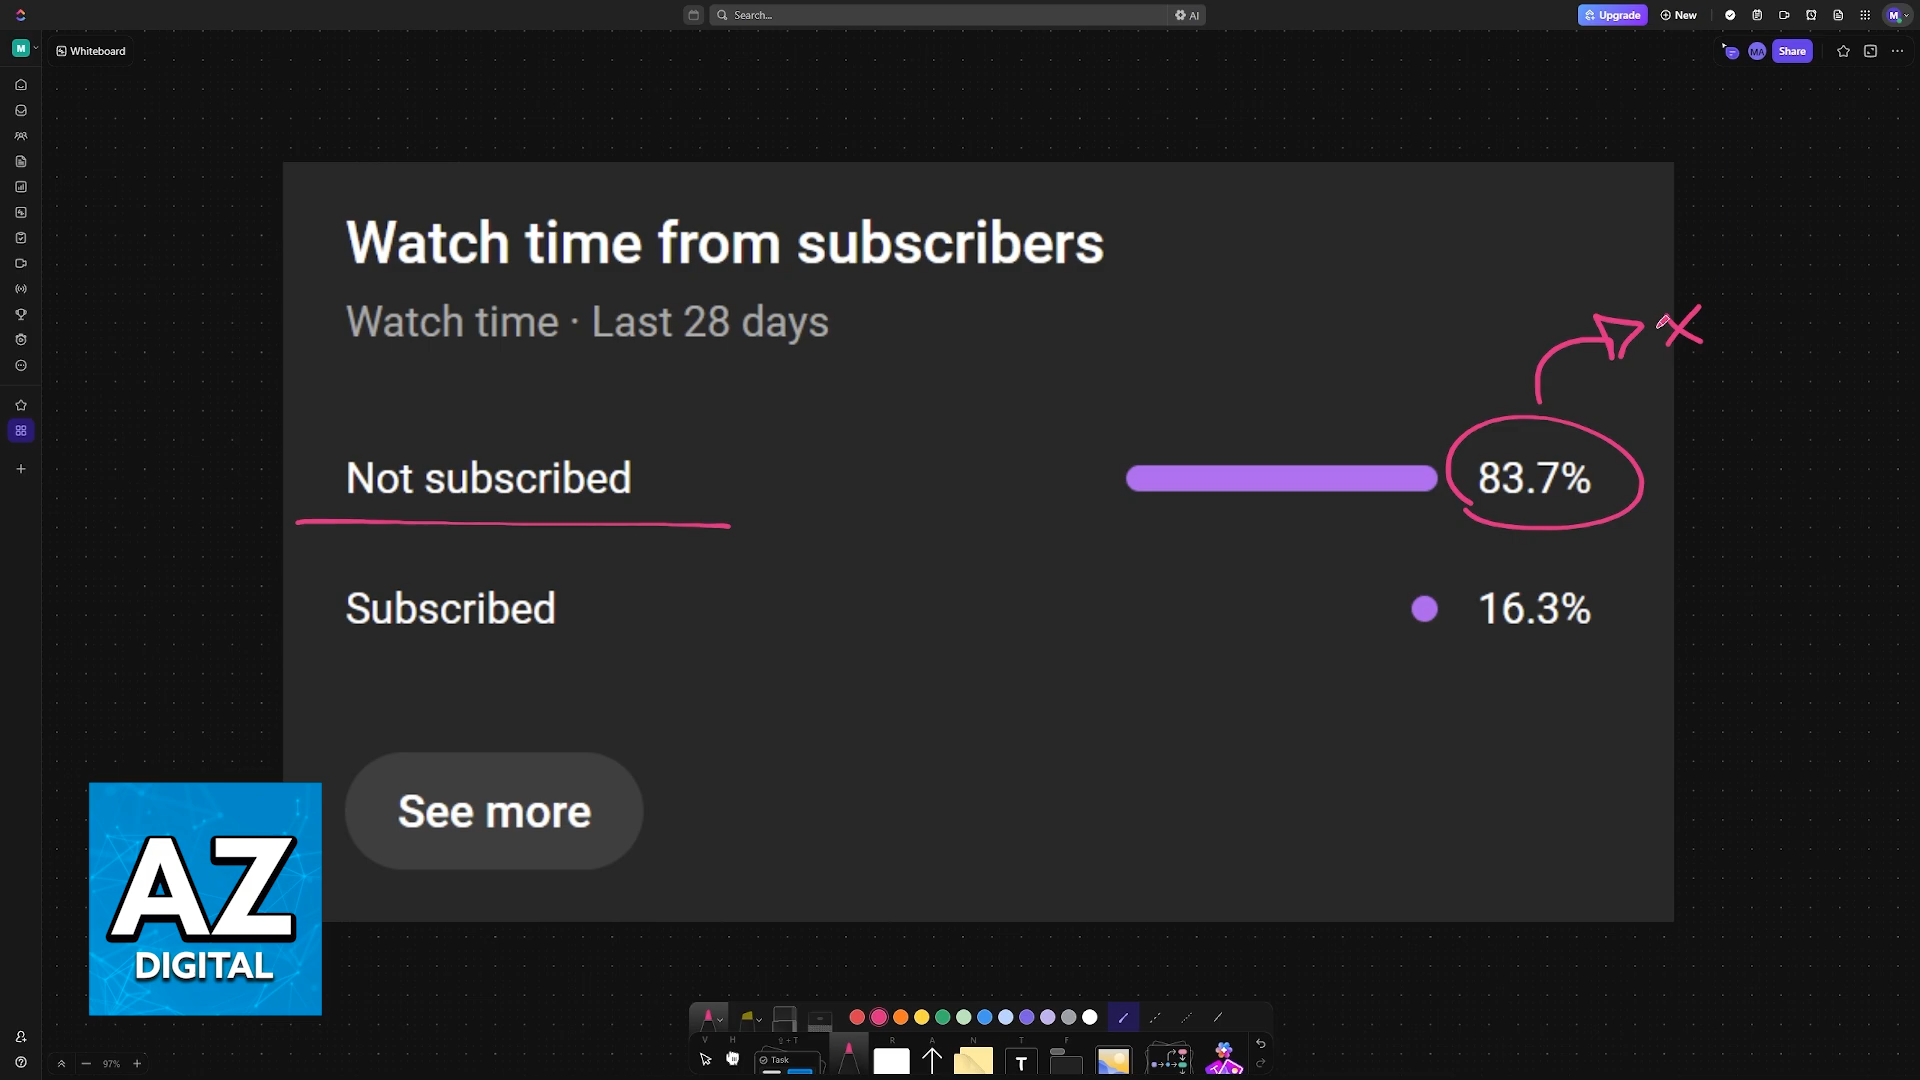 Search...
AI
Upgrade
New
M
M
Whiteboard
MA
Share
Watch time from subscribers
Watch time · Last 28 days
Not subscribed
83.7%
Subscribed
16.3%
See more
AZ
DIGITAL
V
H
⇧ + T
R
A
N
T
F
Task
T
97%